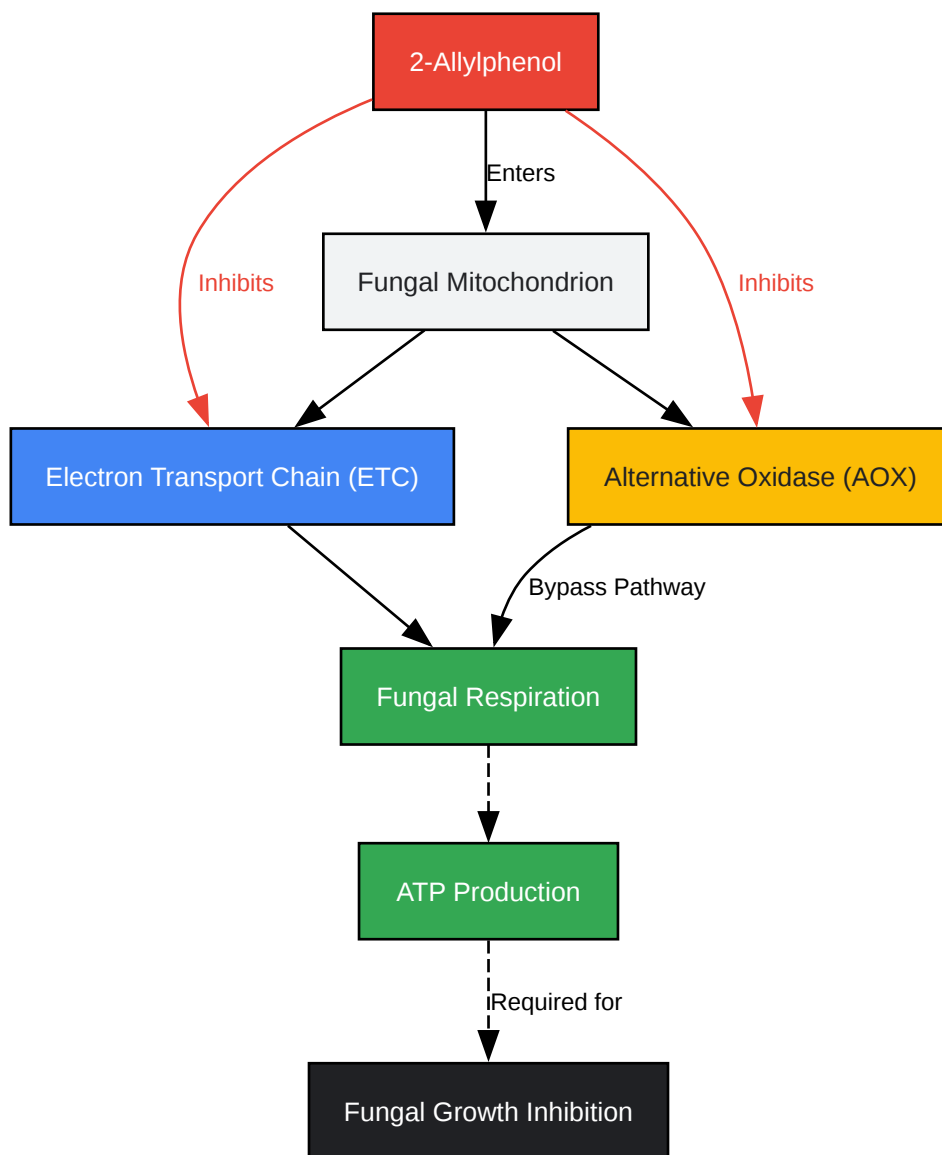 2-Allylphenol
Enters
Fungal Mitochondrion
Inhibits
Inhibits
Electron Transport Chain (ETC)
Alternative Oxidase (AOX)
Bypass Pathway
Fungal Respiration
ATP Production
Required for
Fungal Growth Inhibition